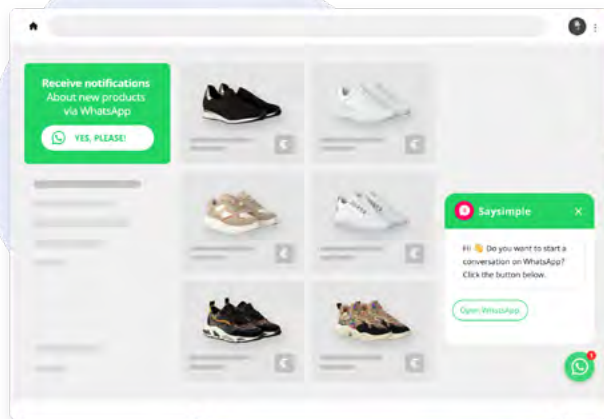 Receive notifications
About new products
via WhatsApp
YES, PLEASE!
Saysimple
Hi 👋 Do you want to start a
conversation on WhatsApp?
Click the button below.
Open WhatsApp
1